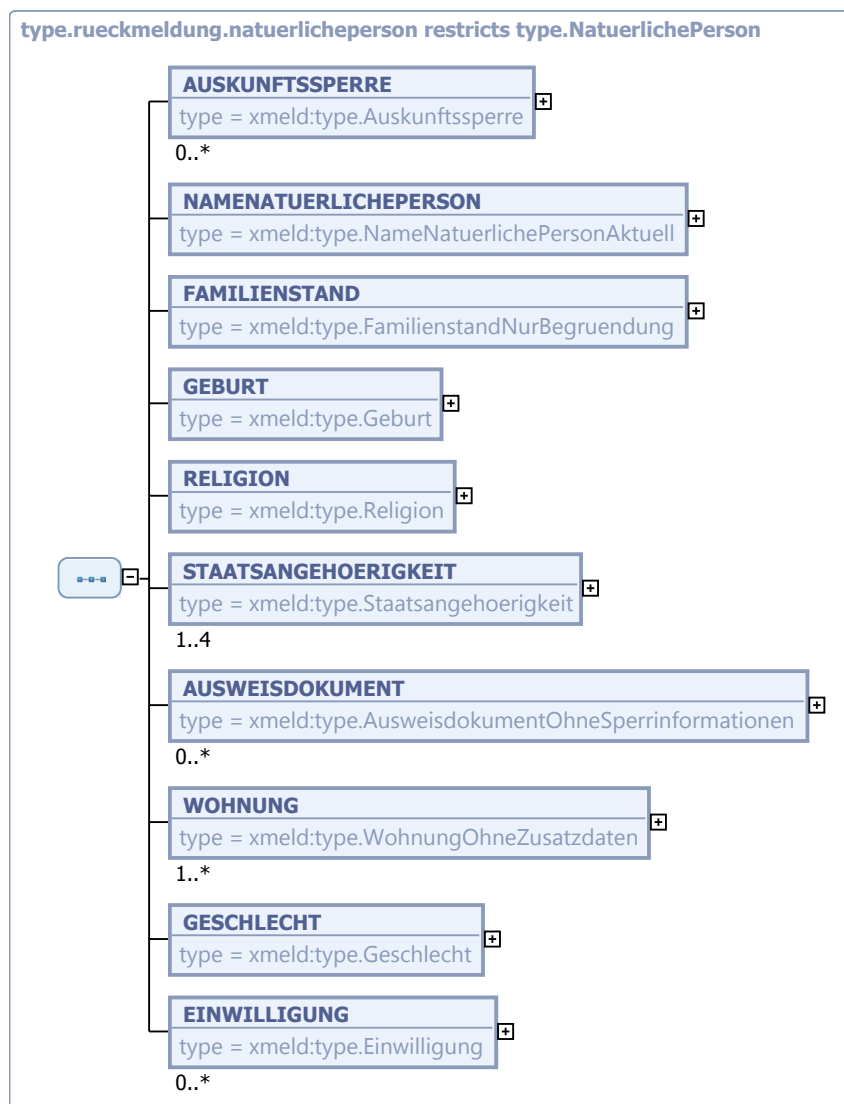 type.rueckmeldung.natuerlicheperson restricts type.NatuerlichePerson
AUSKUNFTSSPERRE
type = xmeld:type.Auskunftssperre
0..*
NAMENATUERLICHEPERSON
type = xmeld:type.NameNatuerlichePersonAktuell
FAMILIENSTAND
type = xmeld:type.FamilienstandNurBegruendung
GEBURT
type = xmeld:type.Geburt
RELIGION
type = xmeld:type.Religion
STAATSANGEHOERIGKEIT
type = xmeld:type.Staatsangehoerigkeit
1..4
AUSWEISDOKUMENT
type = xmeld:type.AusweisdokumentOhneSperrinformationen
0..*
WOHNUNG
type = xmeld:type.WohnungOhneZusatzdaten
1..*
GESCHLECHT
type = xmeld:type.Geschlecht
EINWILLIGUNG
type = xmeld:type.Einwilligung
0..*